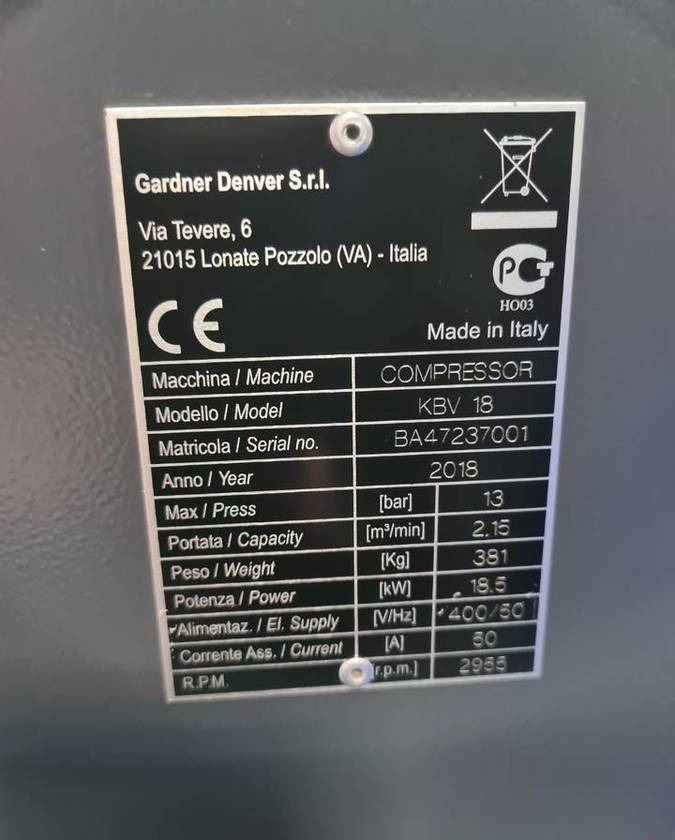 Gardner Denver S.r.l.
Via Tevere, 6
21015 Lonate Pozzolo (VA) - Italia
CE
PCT
HO03
Made in Italy
Macchina / Machine COMPRESSOR
Modello / Model KBV 18
Matricola / Serial no. BA47237001
Anno / Year 2018
Max / Press [bar] 13
Portata / Capacity [m³/min] 2.15
Peso / Weight [Kg] 381
Potenza / Power [kW] 18.5
Alimentaz. / El. Supply [V/Hz] 400/50
Corrente Ass. / Current [A] 50
R.P.M. [r.p.m.] 2955